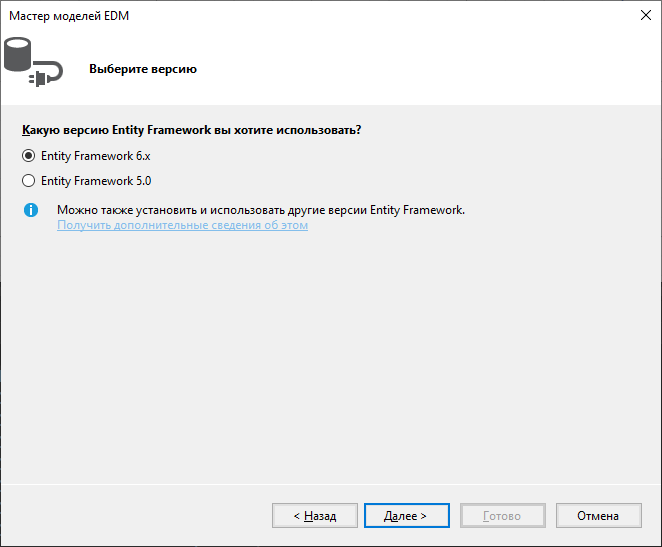 Мастер моделей EDM
Выберите версию
Какую версию Entity Framework вы хотите использовать?
Entity Framework 6.x
Entity Framework 5.0
Можно также установить и использовать другие версии Entity Framework.
Получить дополнительные сведения об этом
< Назад
Далее >
Готово
Отмена